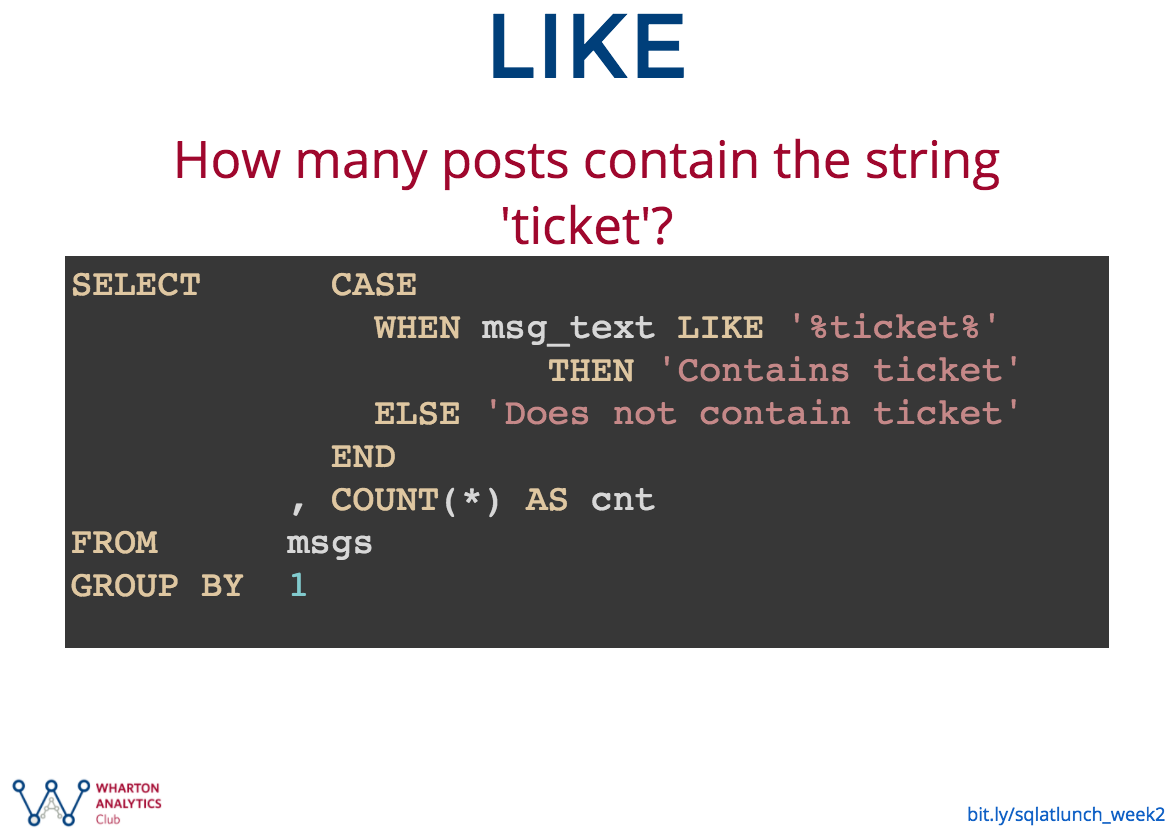 LIKE
How many posts contain the string
'ticket'?
SELECT CASE
WHEN msg_text LIKE '%ticket%'
THEN 'Contains ticket'
ELSE 'Does not contain ticket'
END
, COUNT(*) AS cnt
FROM msgs
GROUP BY 1
WHARTON
ANALYTICS
Club
bit.ly/sqlatlunch_week2